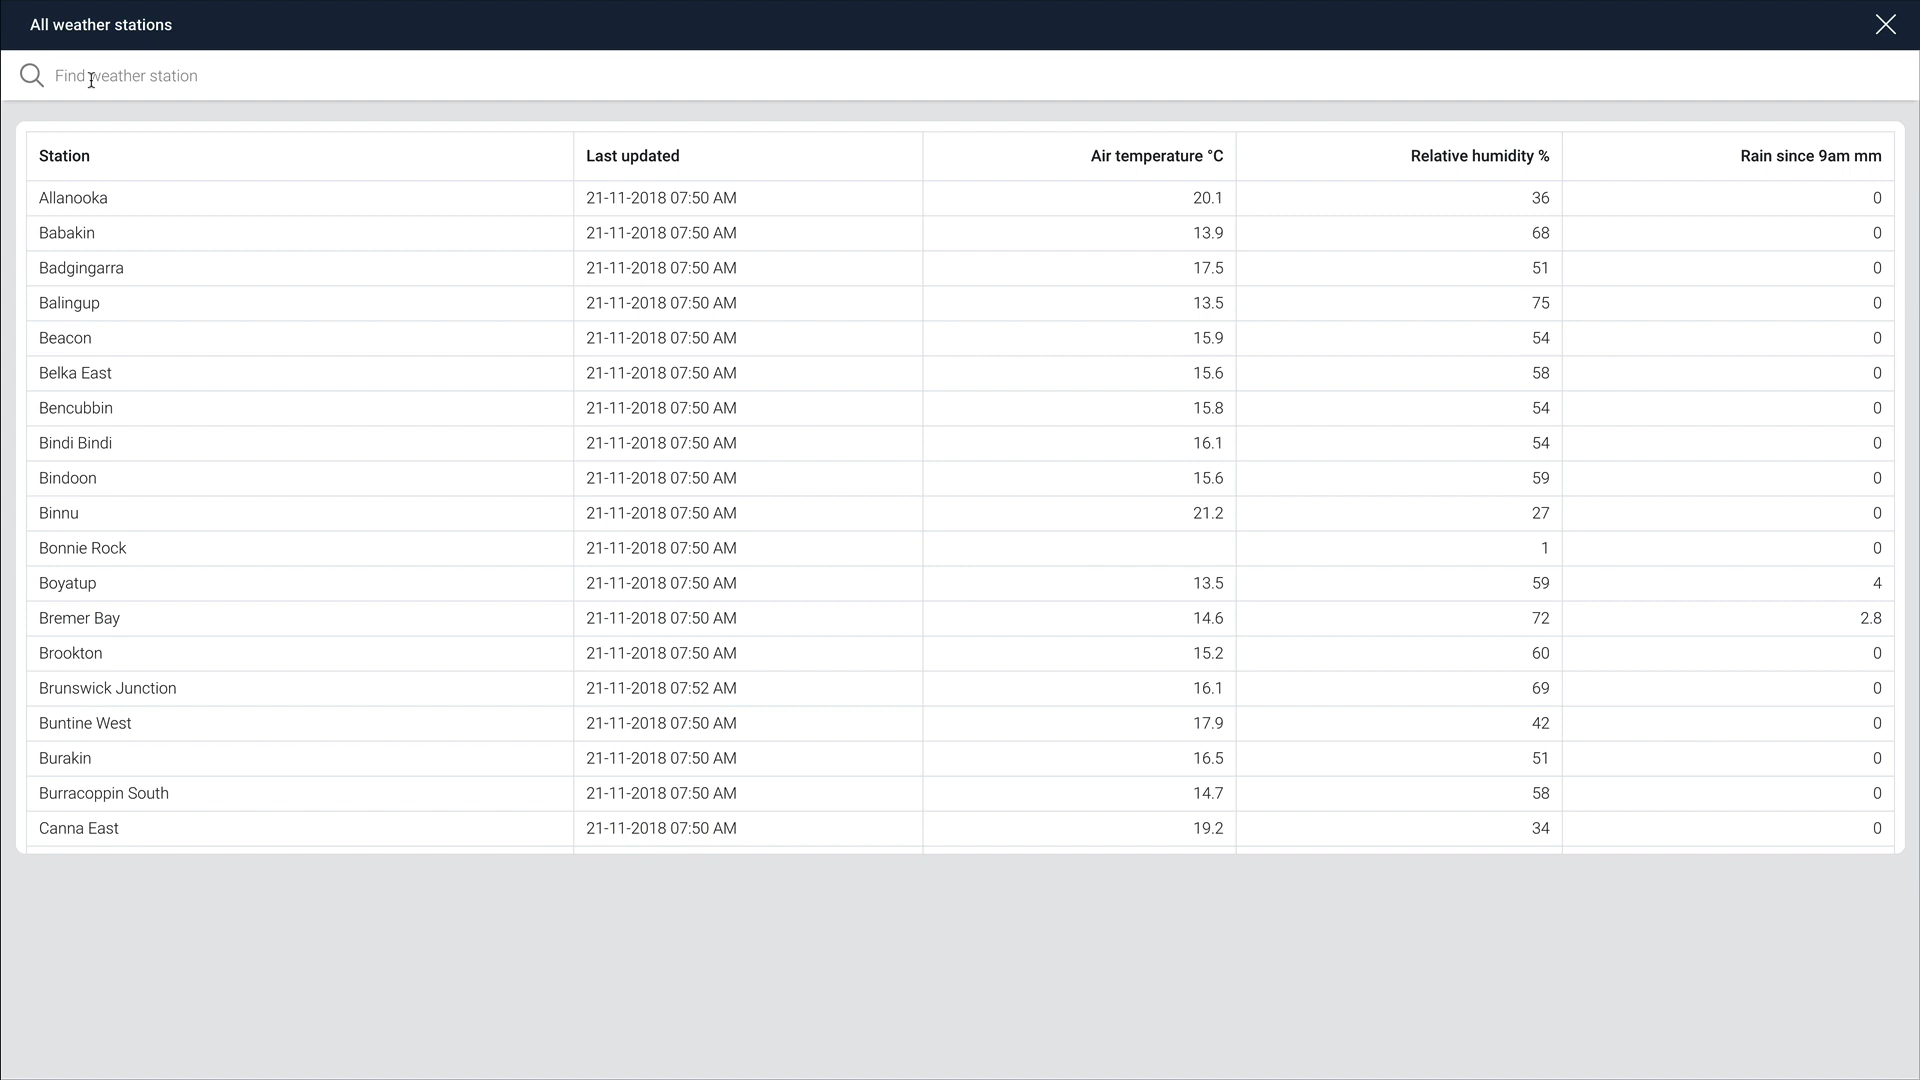 All weather stations
Find weather station
Station Last updated Air temperature °C Relative humidity % Rain since 9am mm
Allanooka 21-11-2018 07:50 AM 20.1 36 0
Babakin 21-11-2018 07:50 AM 13.9 68 0
Badgingarra 21-11-2018 07:50 AM 17.5 51 0
Balingup 21-11-2018 07:50 AM 13.5 75 0
Beacon 21-11-2018 07:50 AM 15.9 54 0
Belka East 21-11-2018 07:50 AM 15.6 58 0
Bencubbin 21-11-2018 07:50 AM 15.8 54 0
Bindi Bindi 21-11-2018 07:50 AM 16.1 54 0
Bindoon 21-11-2018 07:50 AM 15.6 59 0
Binnu 21-11-2018 07:50 AM 21.2 27 0
Bonnie Rock 21-11-2018 07:50 AM 1 0
Boyatup 21-11-2018 07:50 AM 13.5 59 4
Bremer Bay 21-11-2018 07:50 AM 14.6 72 2.8
Brookton 21-11-2018 07:50 AM 15.2 60 0
Brunswick Junction 21-11-2018 07:52 AM 16.1 69 0
Buntine West 21-11-2018 07:50 AM 17.9 42 0
Burakin 21-11-2018 07:50 AM 16.5 51 0
Burracoppin South 21-11-2018 07:50 AM 14.7 58 0
Canna East 21-11-2018 07:50 AM 19.2 34 0